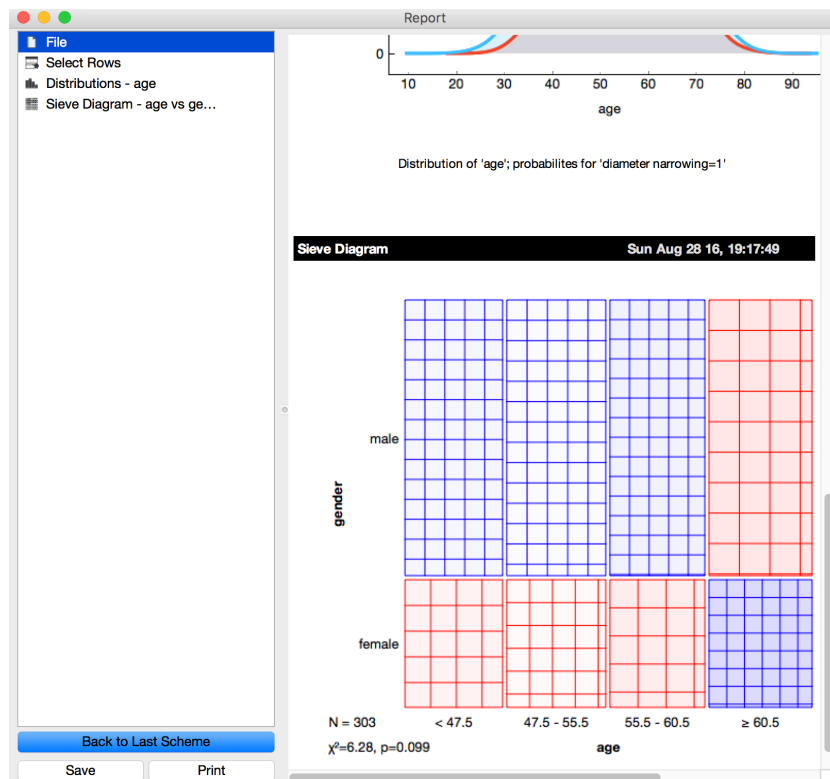 Report
File
Select Rows
Distributions - age
Sieve Diagram - age vs ge…
Back to Last Scheme
Save
Print
0
10 20 30 40 50 60 70 80 90
age
Distribution of 'age'; probabilites for 'diameter narrowing=1'
Sieve Diagram Sun Aug 28 16, 19:17:49
male
gender
female
N = 303 < 47.5 47.5 - 55.5 55.5 - 60.5 ≥ 60.5
χ²=6.28, p=0.099 age